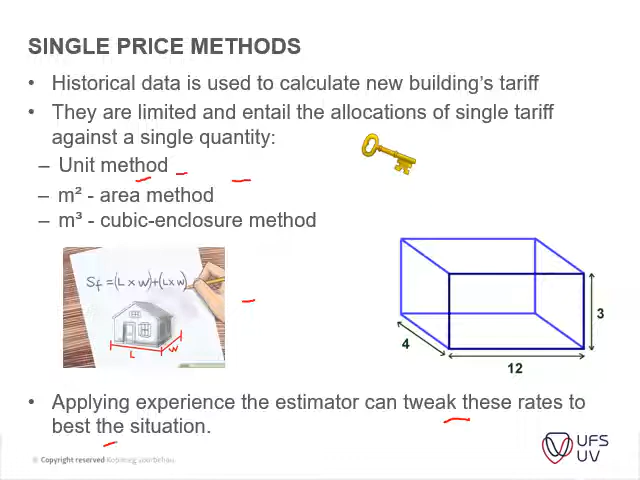 SINGLE PRICE METHODS
• Historical data is used to calculate new building's tariff
• They are limited and entail the allocations of single tariff
against a single quantity:
– Unit method
– m² - area method
– m³ - cubic-enclosure method
Sf = (L x W) + (L x W)
L
W
4
12
3
• Applying experience the estimator can tweak these rates to
best the situation.
© Copyright reserved Kopiereg voorbehou
UFS
UV